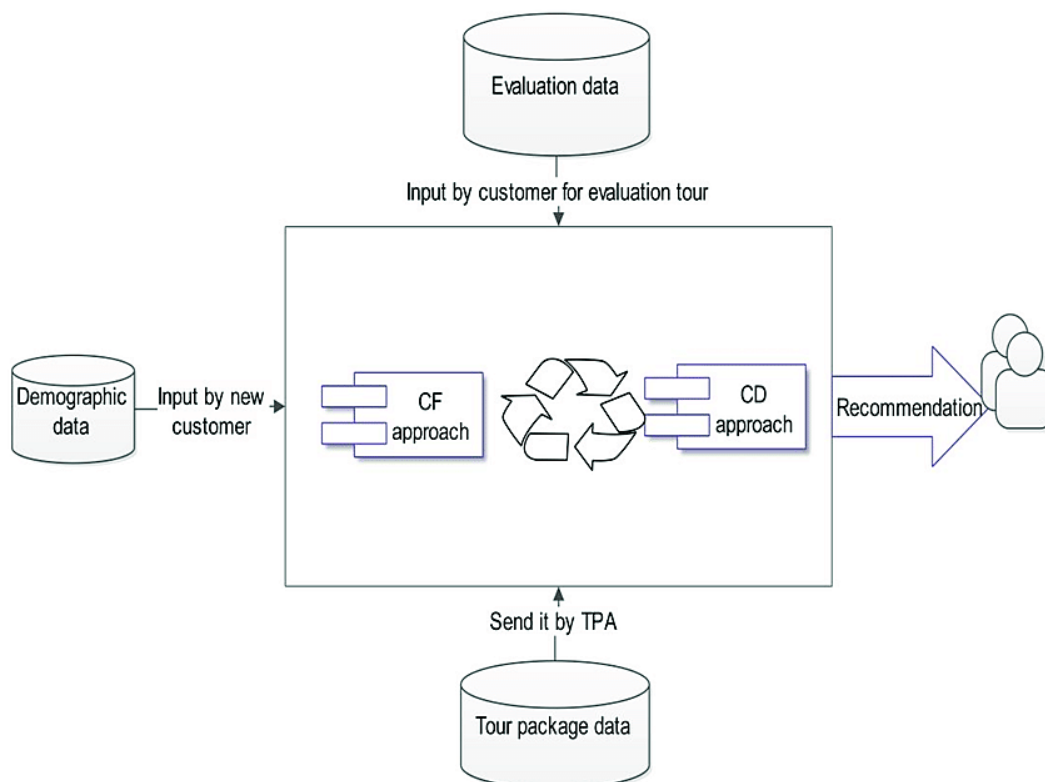 Evaluation data
Input by customer for evaluation tour
Demographic
data
Input by new
customer
CF
approach
CD
approach
Recommendation
Send it by TPA
Tour package data